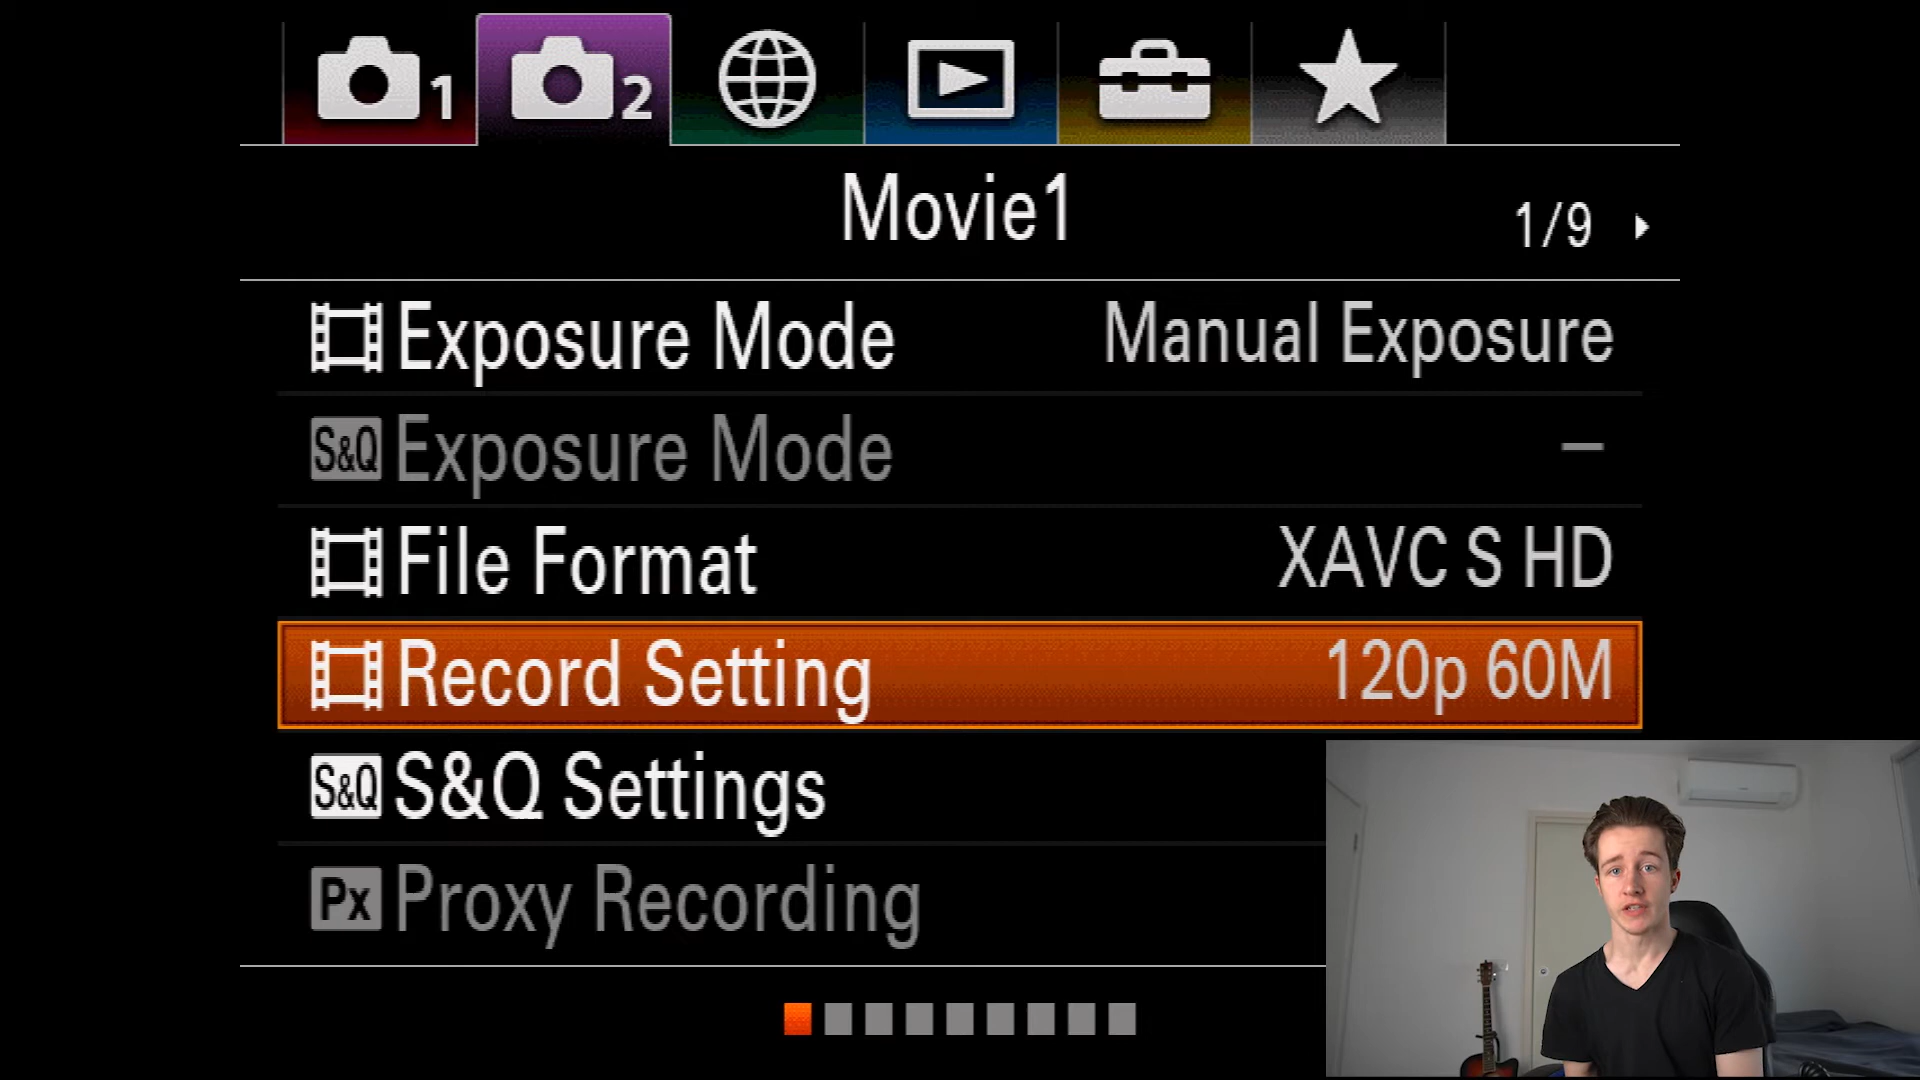 1 2
Movie1 1/9
Exposure Mode Manual Exposure
S&Q Exposure Mode –
File Format XAVC S HD
Record Setting 120p 60M
S&Q S&Q Settings
Px Proxy Recording